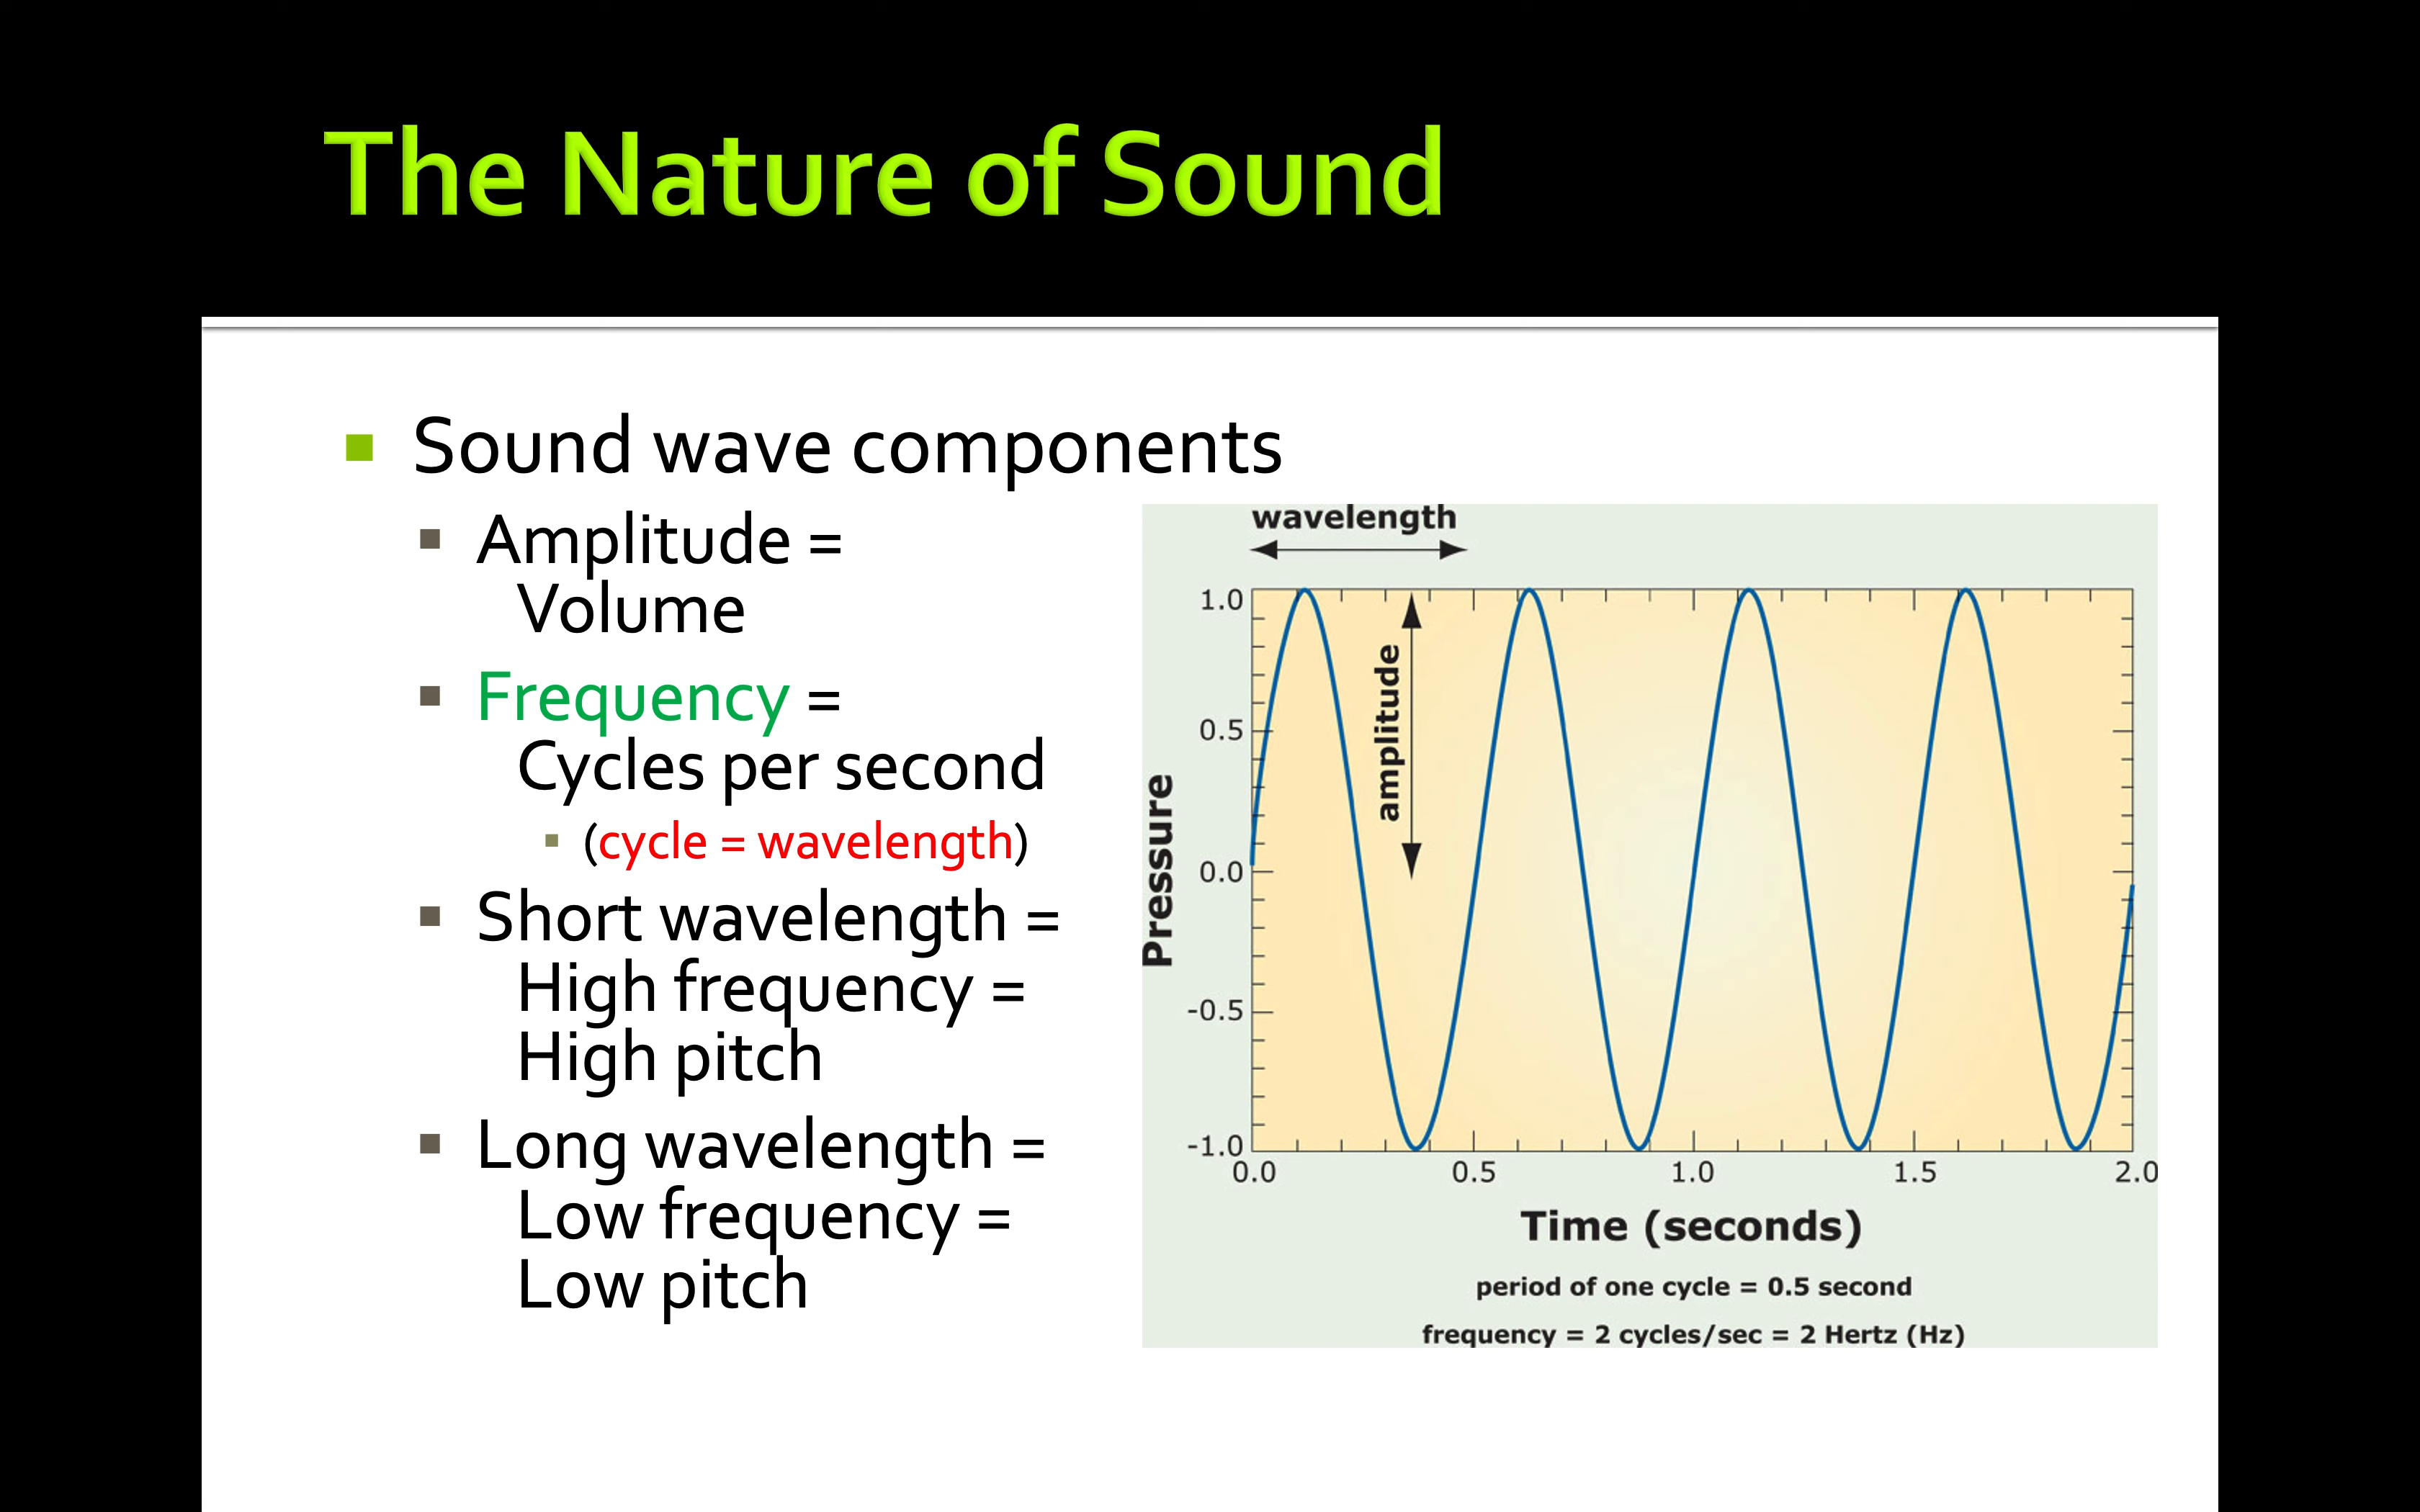 The Nature of Sound
Sound wave components
Amplitude =
Volume
Frequency =
Cycles per second
(cycle = wavelength)
Short wavelength =
High frequency =
High pitch
Long wavelength =
Low frequency =
Low pitch
wavelength
amplitude
Pressure
1.0
0.5
0.0
-0.5
-1.0
0.0 0.5 1.0 1.5 2.0
Time (seconds)
period of one cycle = 0.5 second
frequency = 2 cycles/sec = 2 Hertz (Hz)